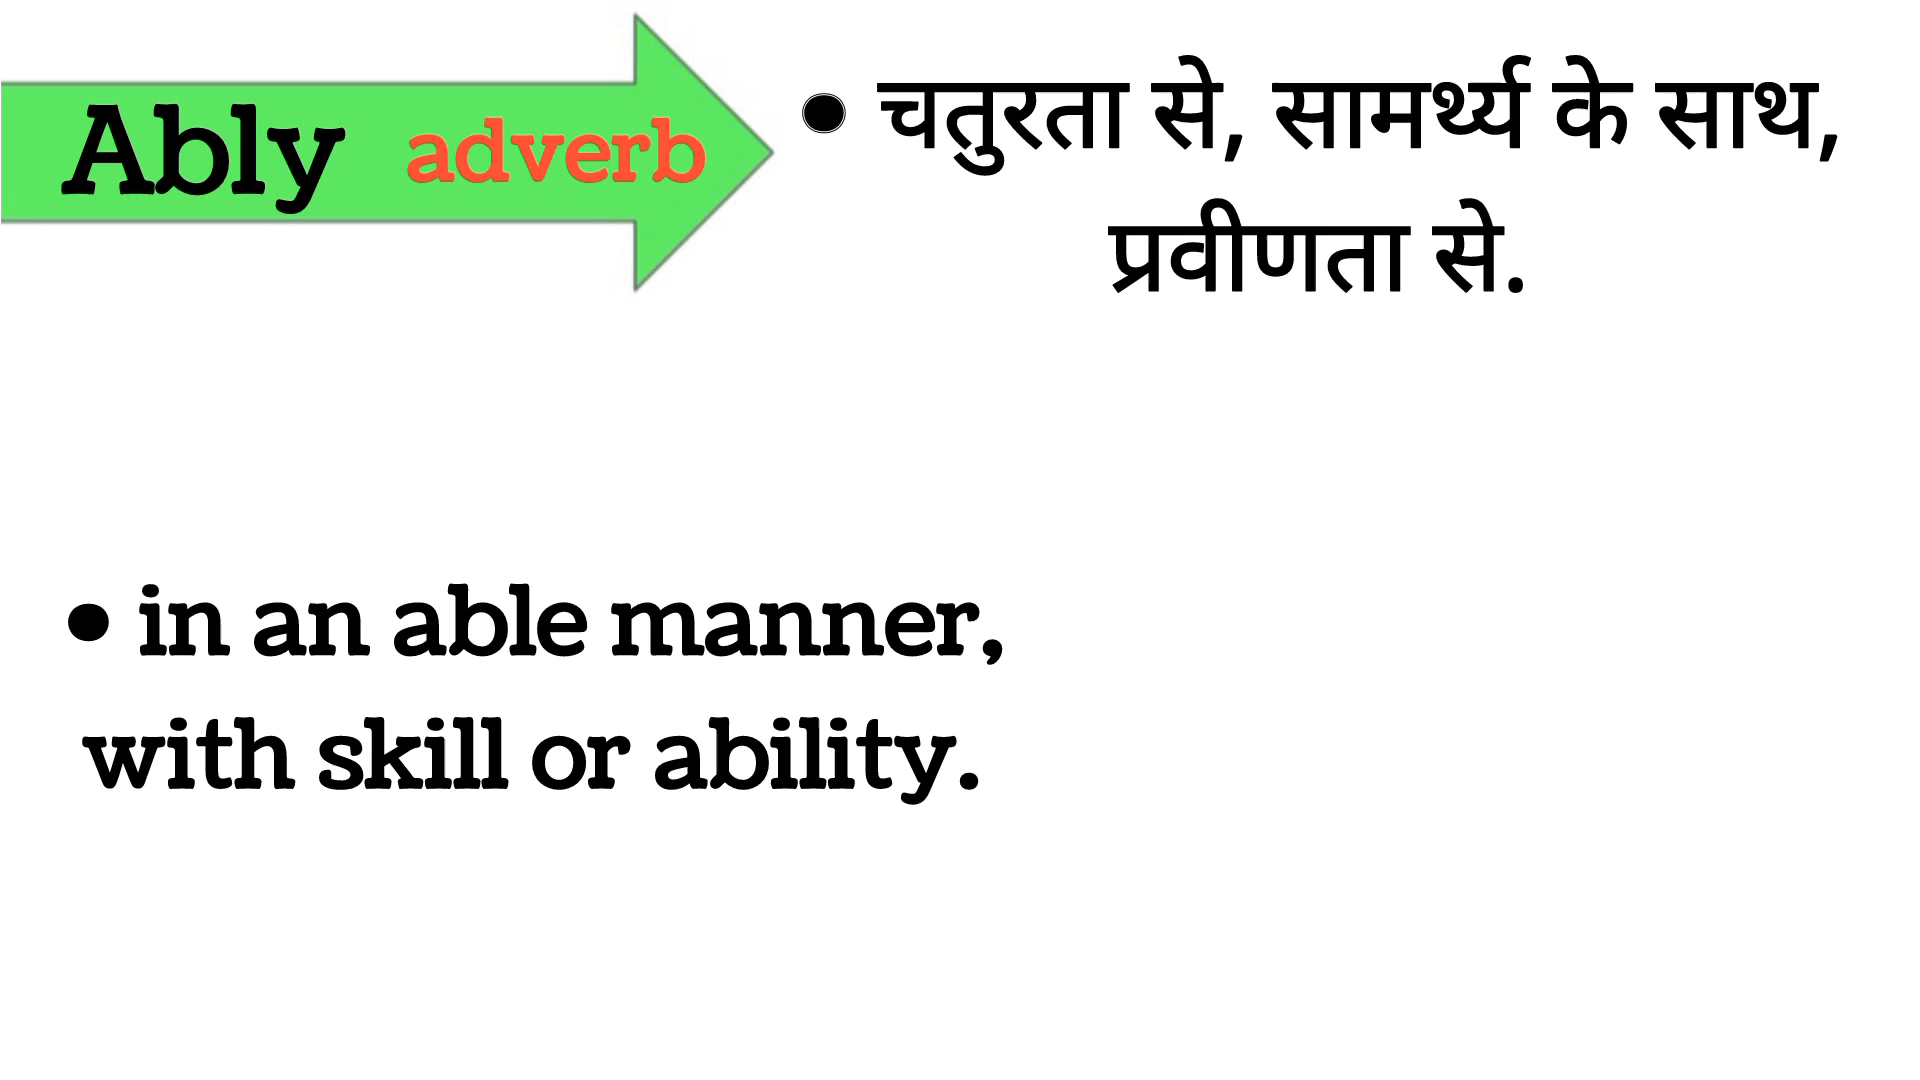 Ably adverb
• चतुरता से, सामर्थ्य के साथ,
प्रवीणता से.
• in an able manner,
with skill or ability.